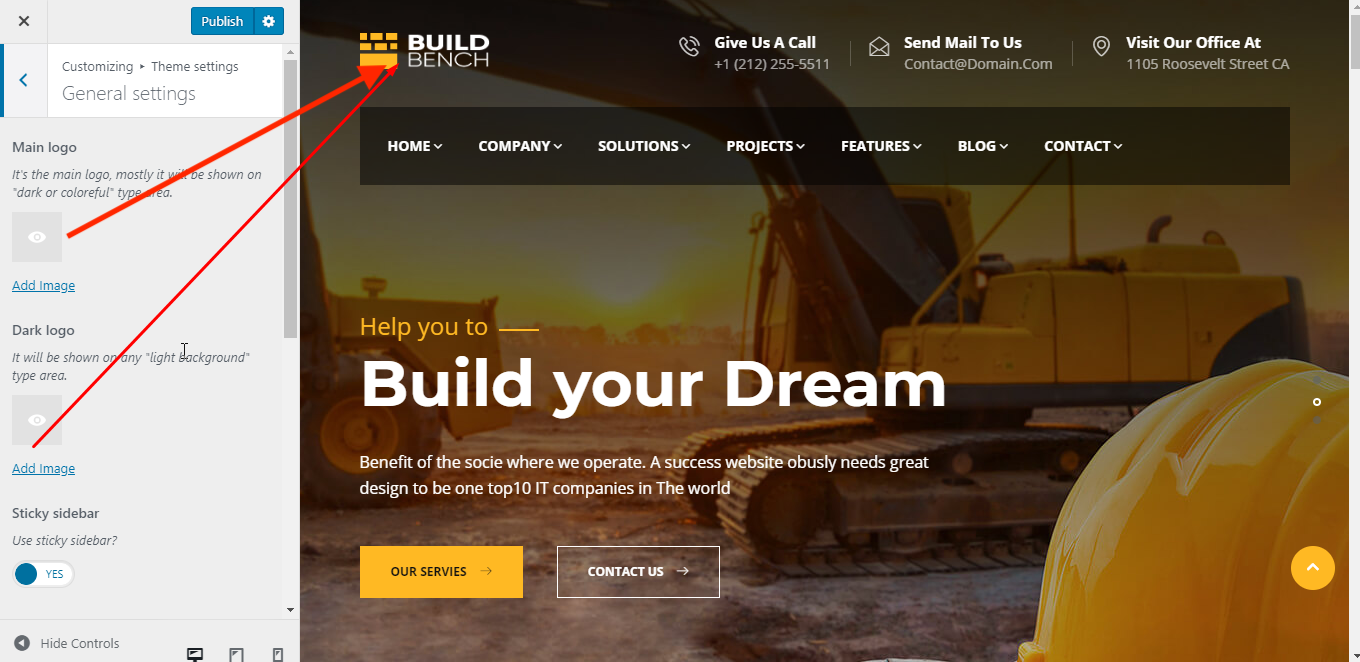 Publish
Customizing ▸ Theme settings
General settings
Main logo
It's the main logo, mostly it will be shown on
"dark or coloreful" type area.
Add Image
Dark logo
It will be shown on any "light background"
type area.
Add Image
Sticky sidebar
Use sticky sidebar?
YES
Hide Controls
BUILD
BENCH
Give Us A Call
+1 (212) 255-5111
Send Mail To Us
Contact@Domain.Com
Visit Our Office At
1105 Roosevelt Street CA
HOME COMPANY SOLUTIONS PROJECTS FEATURES BLOG CONTACT
Help you to
Build your Dream
Benefit of the socie where we operate. A success website obusly needs great
design to be one top10 IT companies in The world
OUR SERVIES
CONTACT US